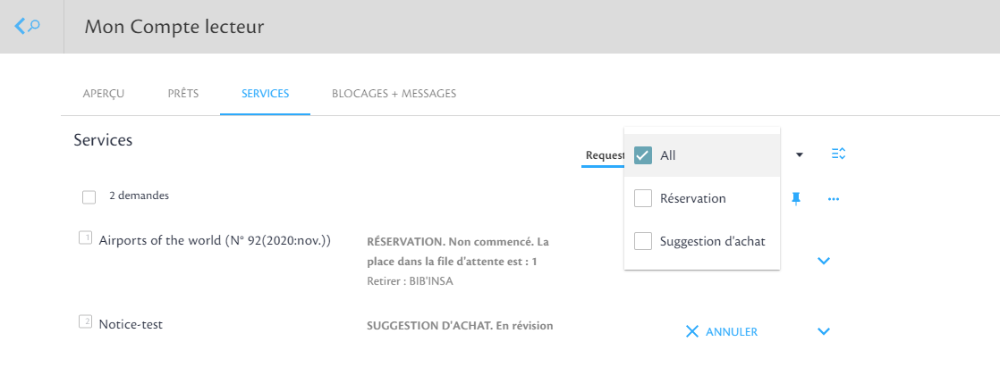 Mon Compte lecteur
APERÇU PRÊTS SERVICES BLOCAGES + MESSAGES
Services
Request
All
Réservation
Suggestion d'achat
2 demandes
1 Airports of the world (N° 92(2020:nov.))
RÉSERVATION. Non commencé. La
place dans la file d'attente est : 1
Retirer : BIB'INSA
2 Notice-test
SUGGESTION D'ACHAT. En révision
ANNULER